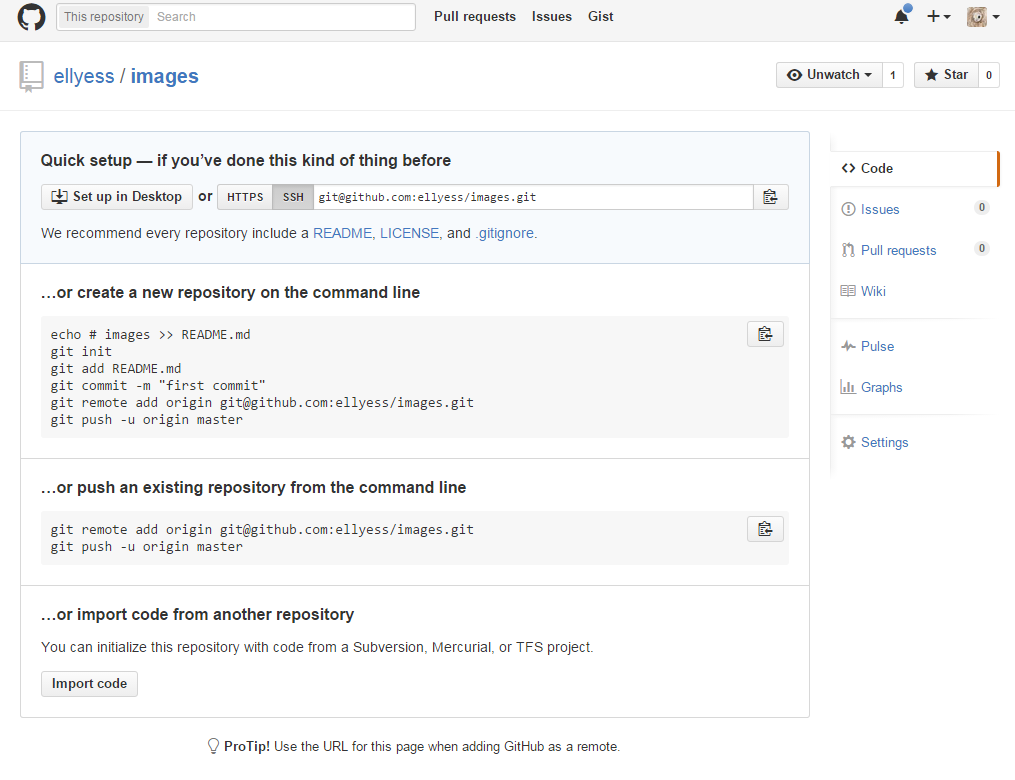 This repository Search Pull requests Issues Gist
ellyess / images Unwatch 1 Star 0
Quick setup — if you’ve done this kind of thing before
Set up in Desktop or HTTPS SSH git@github.com:ellyess/images.git
We recommend every repository include a README, LICENSE, and .gitignore.
…or create a new repository on the command line
echo # images >> README.md
git init
git add README.md
git commit -m "first commit"
git remote add origin git@github.com:ellyess/images.git
git push -u origin master
…or push an existing repository from the command line
git remote add origin git@github.com:ellyess/images.git
git push -u origin master
…or import code from another repository
You can initialize this repository with code from a Subversion, Mercurial, or TFS project.
Import code
ProTip! Use the URL for this page when adding GitHub as a remote.
Code
Issues 0
Pull requests 0
Wiki
Pulse
Graphs
Settings